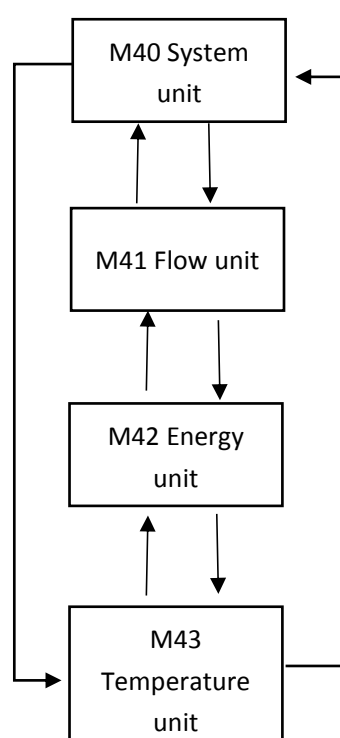 M40 System
unit
M41 Flow unit
M42 Energy
unit
M43
Temperature
unit